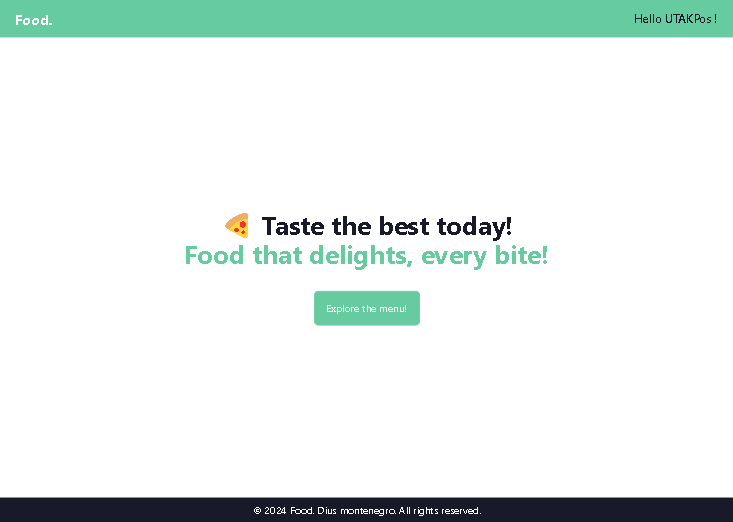 Food.
Hello UTAKPos !
Taste the best today!
Food that delights, every bite!
Explore the menu!
© 2024 Food. Dius montenegro. All rights reserved.